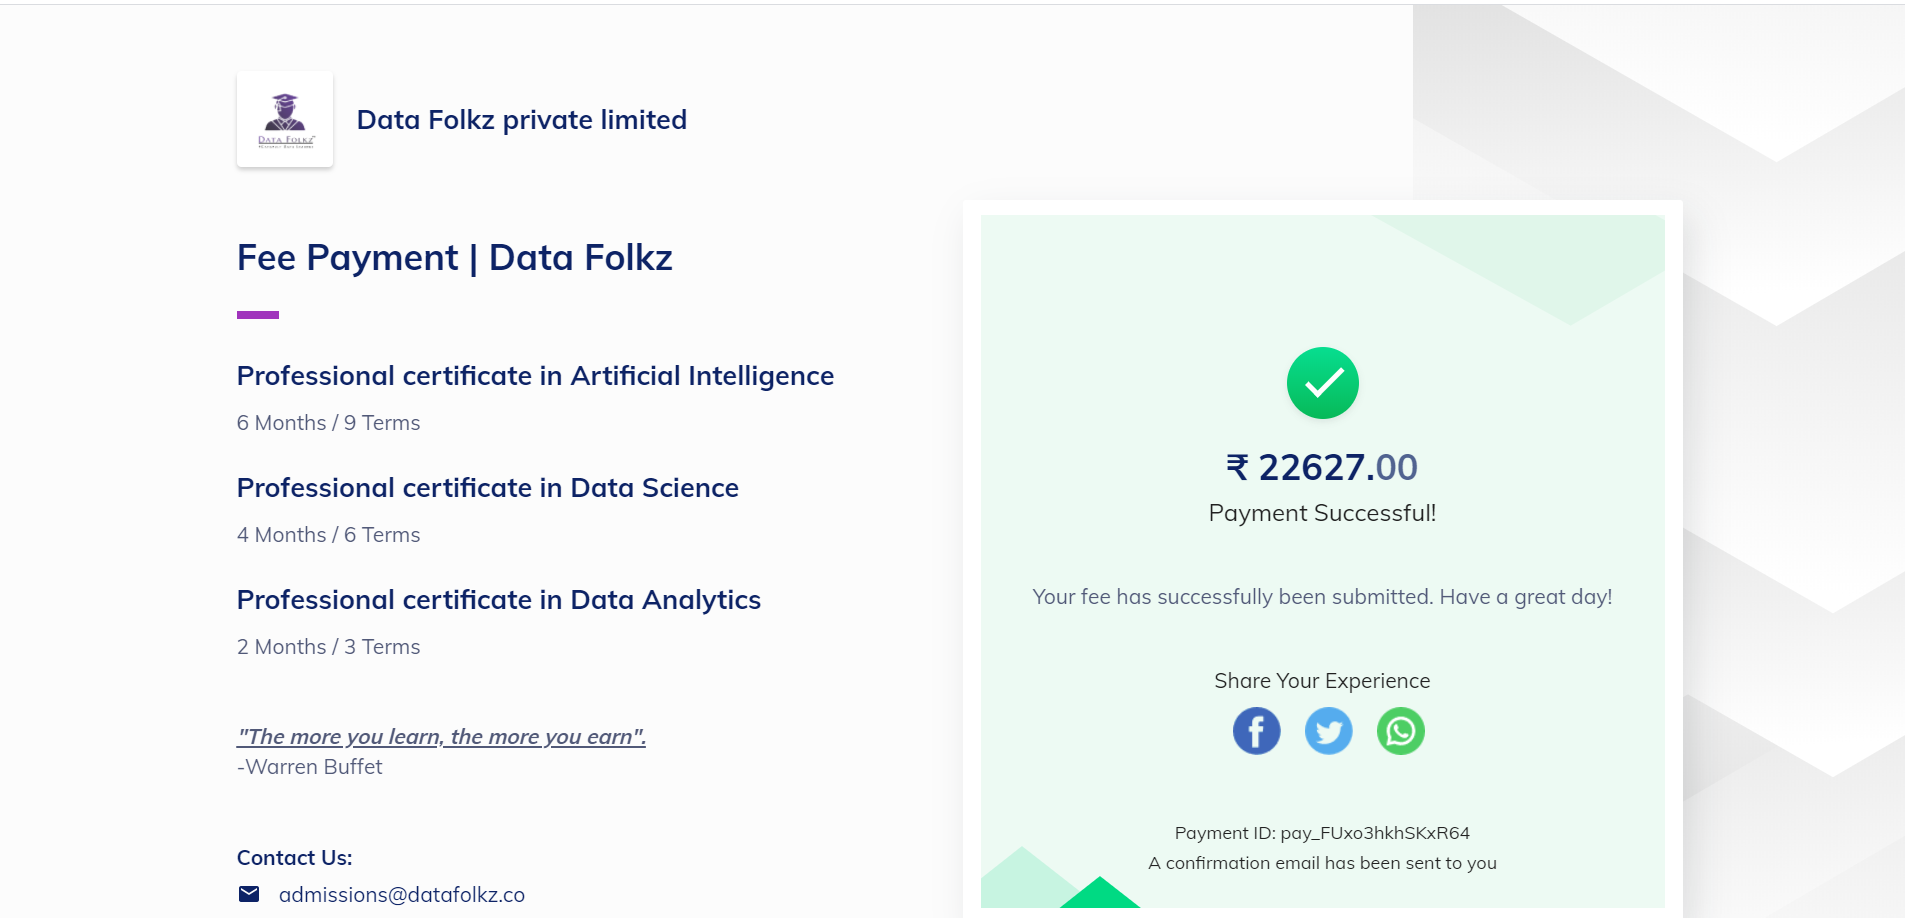 DATA FOLKZ
Data Folkz private limited
Fee Payment | Data Folkz
Professional certificate in Artificial Intelligence
6 Months / 9 Terms
Professional certificate in Data Science
4 Months / 6 Terms
Professional certificate in Data Analytics
2 Months / 3 Terms
"The more you learn, the more you earn".
-Warren Buffet
Contact Us:
admissions@datafolkz.co
₹ 22627.00
Payment Successful!
Your fee has successfully been submitted. Have a great day!
Share Your Experience
Payment ID: pay_FUxo3hkhSKxR64
A confirmation email has been sent to you